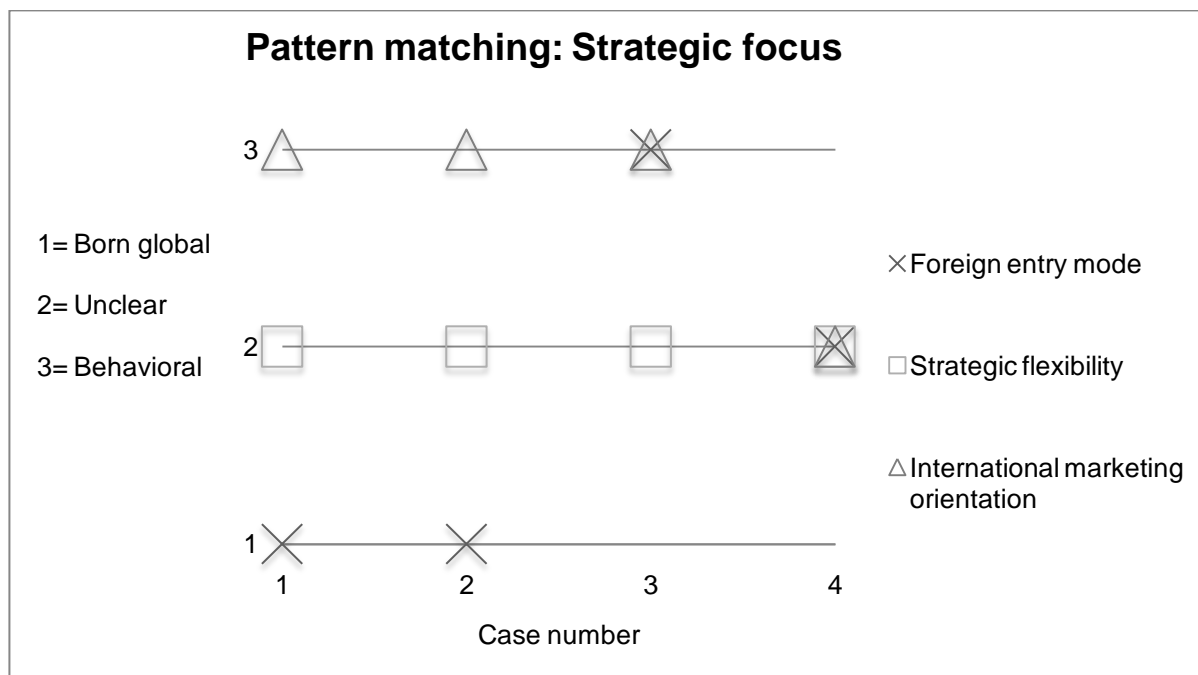 Pattern matching: Strategic focus
3
1= Born global
2= Unclear
3= Behavioral
2
1
1 2 3 4
Case number
Foreign entry mode
Strategic flexibility
International marketing
orientation